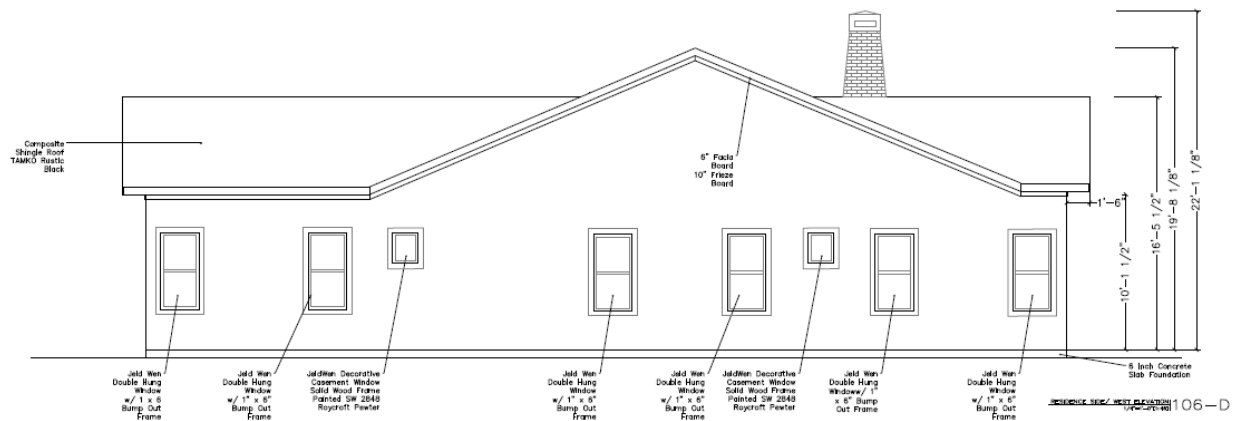 Composite
Shingle Roof
TAMKO Rustic
Black
6" Facia
Board
10" Frieze
Board
1'-6"
10'-1 1/2"
16'-5 1/2"
19'-8 1/8"
22'-1 1/8"
Jeld Wen
Double Hung
Window
w/ 1 x 6
Bump Out
Frame
Jeld Wen
Double Hung
Window
w/ 1" x 6"
Bump Out
Frame
JeldWen Decorative
Casement Window
Solid Wood Frame
Painted SW 2848
Roycroft Pewter
Jeld Wen
Double Hung
Window
w/ 1" x 6"
Bump Out
Frame
Jeld Wen
Double Hung
Window
w/ 1" x 6"
Bump Out
Frame
JeldWen Decorative
Casement Window
Solid Wood Frame
Painted SW 2848
Roycroft Pewter
Jeld Wen
Double Hung
Windoww/ 1"
x 6" Bump
Out Frame
Jeld Wen
Double Hung
Window
w/ 1" x 6"
Bump Out
Frame
6 Inch Concrete
Slab Foundation
RESIDENCE SIDE/ WEST ELEVATION
106-D